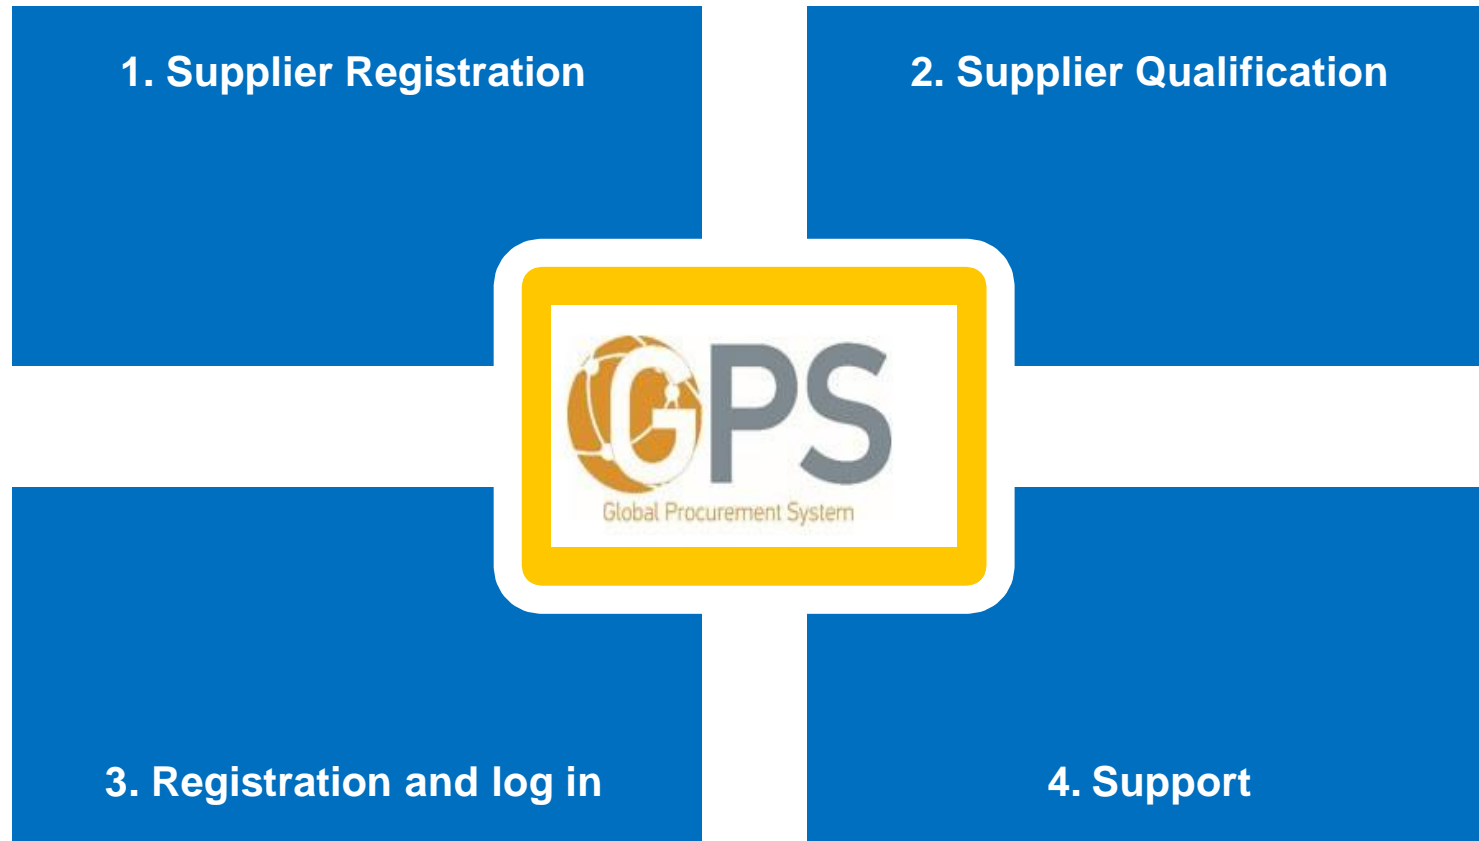 1. Supplier Registration
2. Supplier Qualification
GPS
Global Procurement System
3. Registration and log in
4. Support